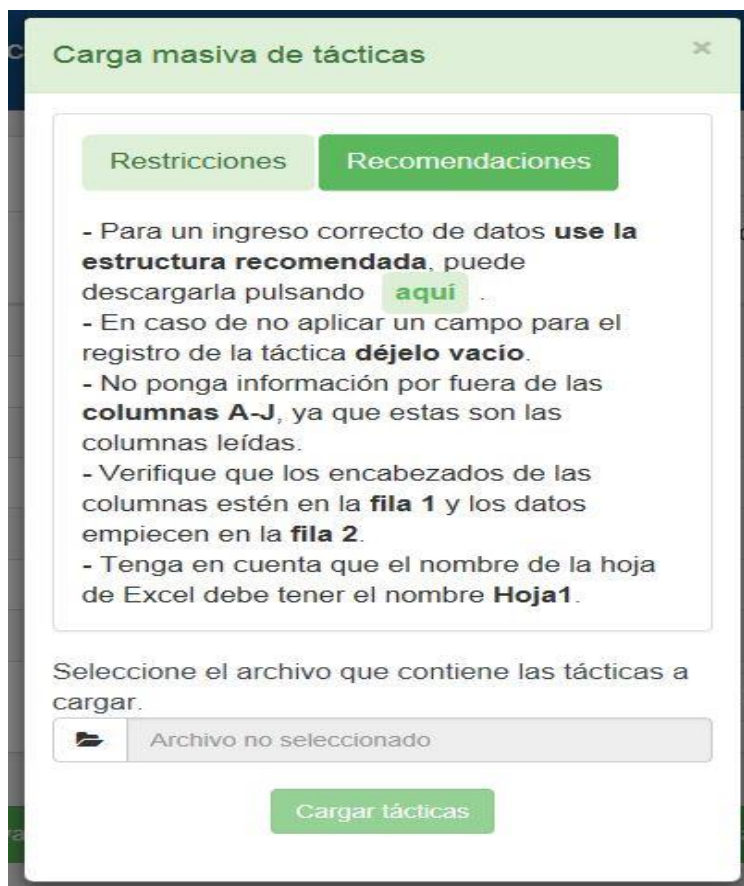 Carga masiva de tácticas
×
Restricciones Recomendaciones
- Para un ingreso correcto de datos use la
estructura recomendada, puede
descargarla pulsando aquí .
- En caso de no aplicar un campo para el
registro de la táctica déjelo vacío.
- No ponga información por fuera de las
columnas A-J, ya que estas son las
columnas leídas.
- Verifique que los encabezados de las
columnas estén en la fila 1 y los datos
empiecen en la fila 2.
- Tenga en cuenta que el nombre de la hoja
de Excel debe tener el nombre Hoja1.
Seleccione el archivo que contiene las tácticas a
cargar.
Archivo no seleccionado
Cargar tácticas